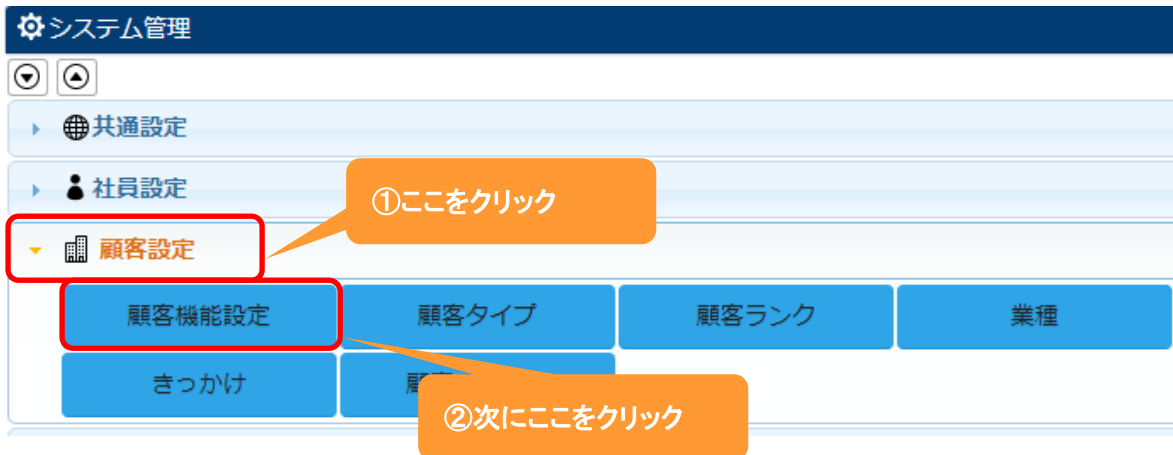 システム管理
共通設定
社員設定
①ここをクリック
顧客設定
顧客機能設定
顧客タイプ
顧客ランク
業種
きっかけ
②次にここをクリック